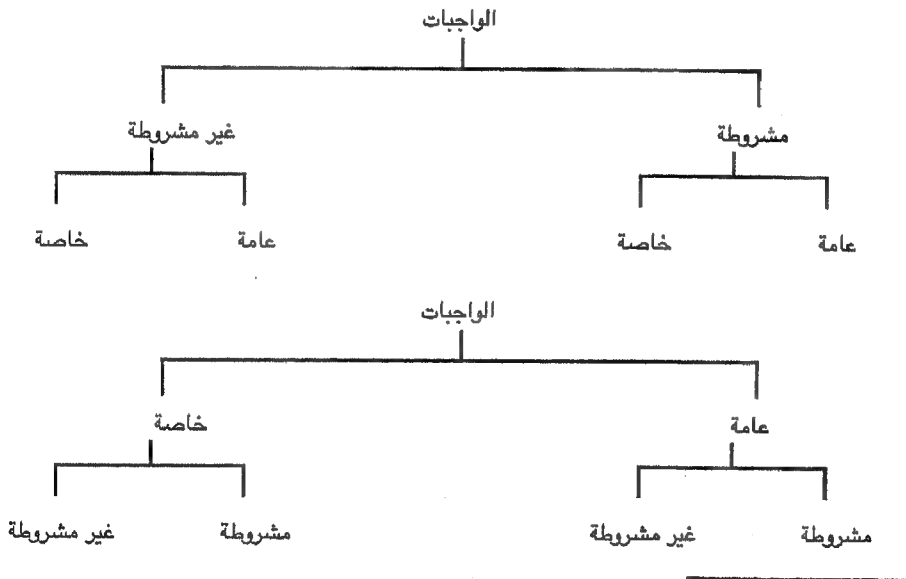 الواجبات
مشروطة غير مشروطة
عامة خاصة عامة خاصة
الواجبات
عامة خاصة
مشروطة غير مشروطة مشروطة غير مشروطة